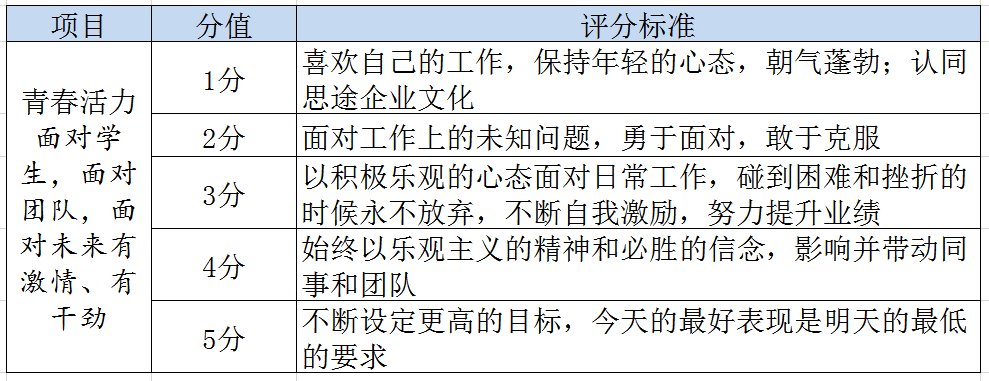 项目
分值
评分标准
青春活力
面对学
生，面对
团队，面
对未来有
激情、有
干劲
1分
喜欢自己的工作，保持年轻的心态，朝气蓬勃；认同
思途企业文化
2分
面对工作上的未知问题，勇于面对，敢于克服
3分
以积极乐观的心态面对日常工作，碰到困难和挫折的
时候永不放弃，不断自我激励，努力提升业绩
4分
始终以乐观主义的精神和必胜的信念，影响并带动同
事和团队
5分
不断设定更高的目标，今天的最好表现是明天的最低
的要求